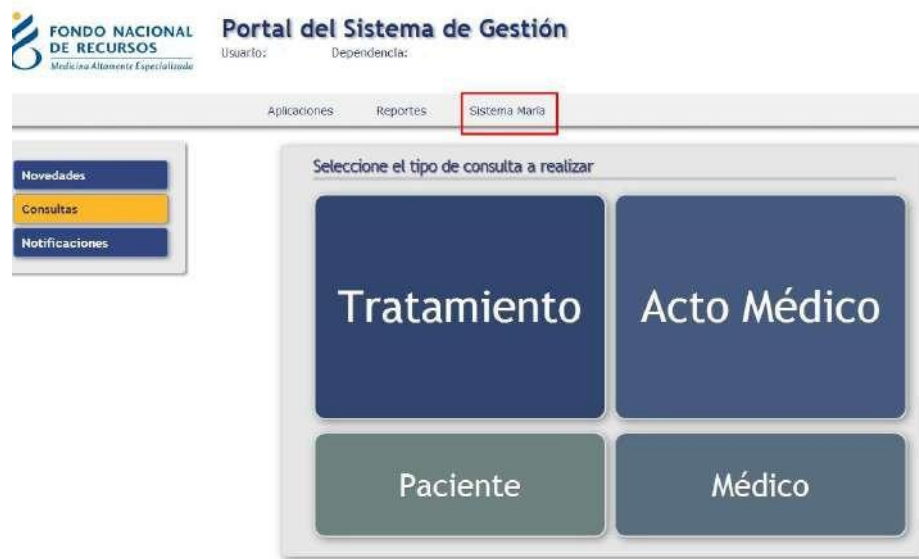 FONDO NACIONAL
DE RECURSOS
Medicina Altamente Especializada
Portal del Sistema de Gestión
Usuario: Dependencia:
Aplicaciones Reportes Sistema María
Novedades
Consultas
Notificaciones
Seleccione el tipo de consulta a realizar
Tratamiento Acto Médico
Paciente Médico